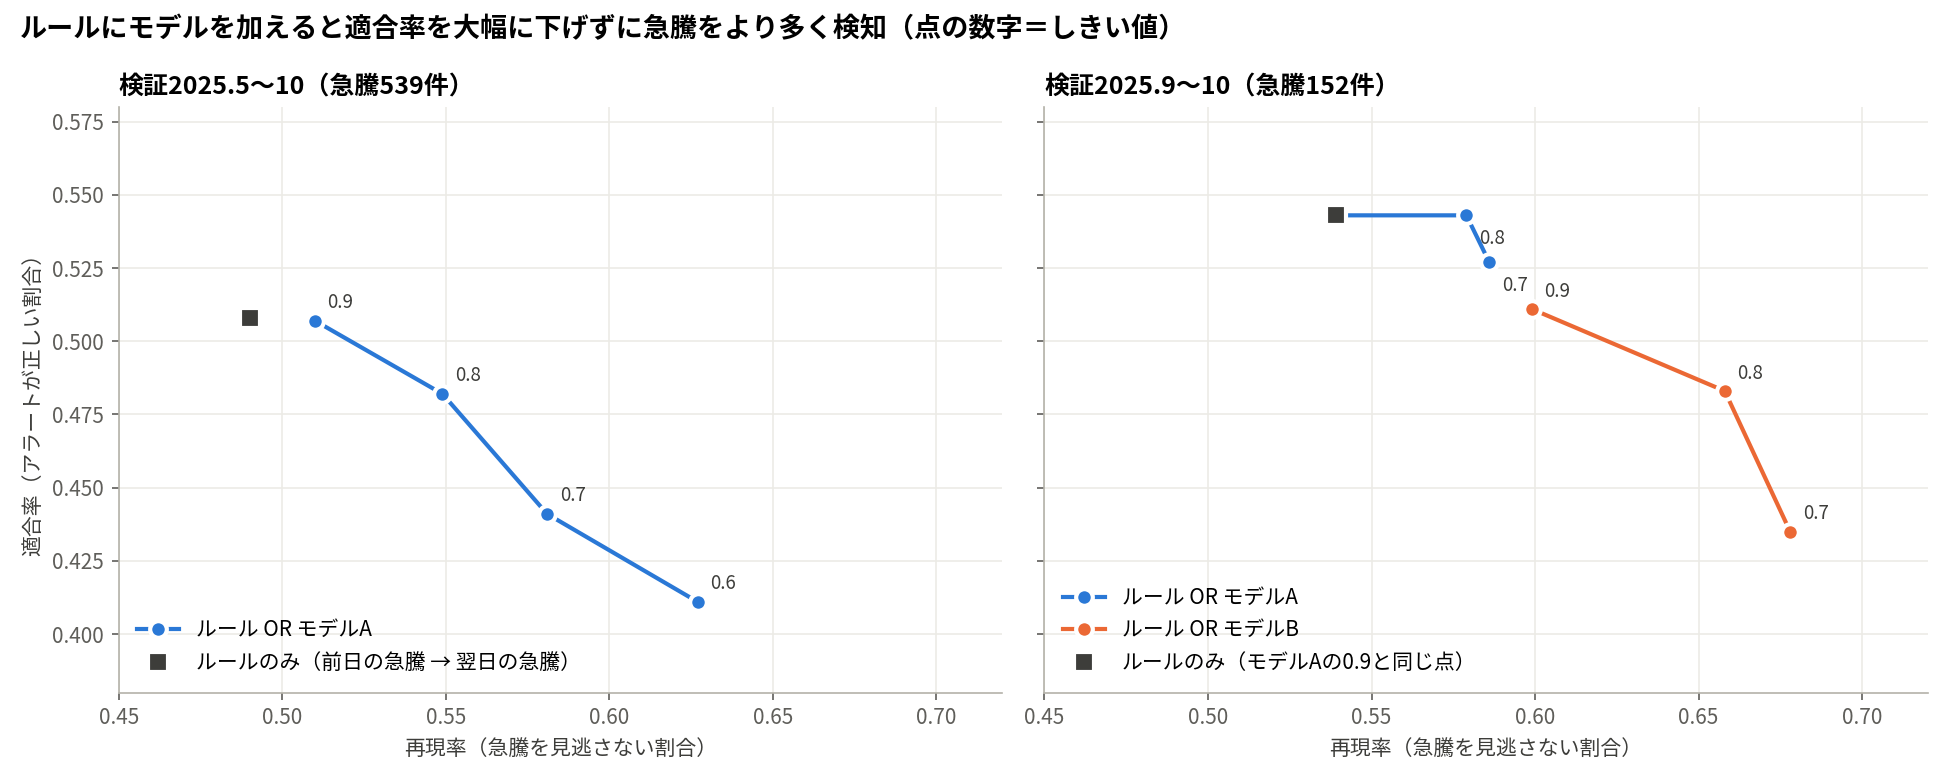 ルールにモデルを加えると適合率を大幅に下げずに急騰をより多く検知（点の数字＝しきい値）
検証2025.5〜10（急騰539件）
適合率（アラートが正しい割合）
0.575
0.550
0.525
0.500
0.475
0.450
0.425
0.400
0.9
0.8
0.7
0.6
ルール OR モデルA
ルールのみ（前日の急騰 → 翌日の急騰）
0.45
0.50
0.55
0.60
0.65
0.70
再現率（急騰を見逃さない割合）
検証2025.9〜10（急騰152件）
0.8
0.7
0.9
0.8
0.7
ルール OR モデルA
ルール OR モデルB
ルールのみ（モデルAの0.9と同じ点）
0.45
0.50
0.55
0.60
0.65
0.70
再現率（急騰を見逃さない割合）